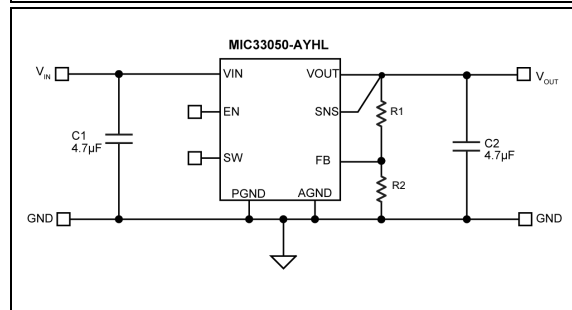 MIC33050-AYHL
VIN
VIN
VOUT
VOUT
EN
SNS
R1
C1
4.7µF
C2
4.7µF
SW
FB
R2
PGND
AGND
GND
GND